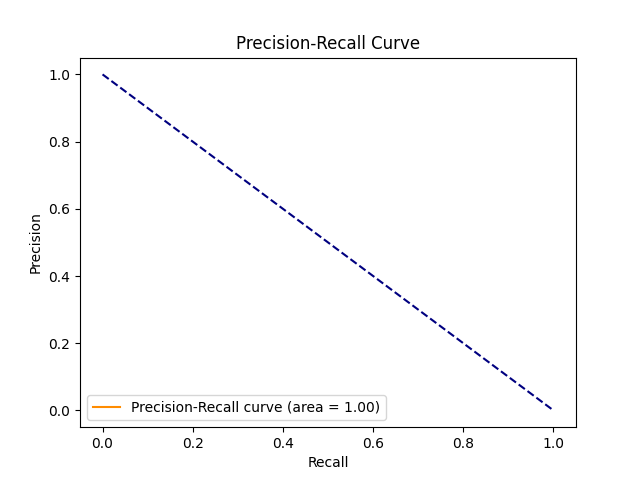 Precision-Recall Curve
1.0
0.8
0.6
0.4
0.2
0.0
Precision
Precision-Recall curve (area = 1.00)
0.0 0.2 0.4 0.6 0.8 1.0
Recall